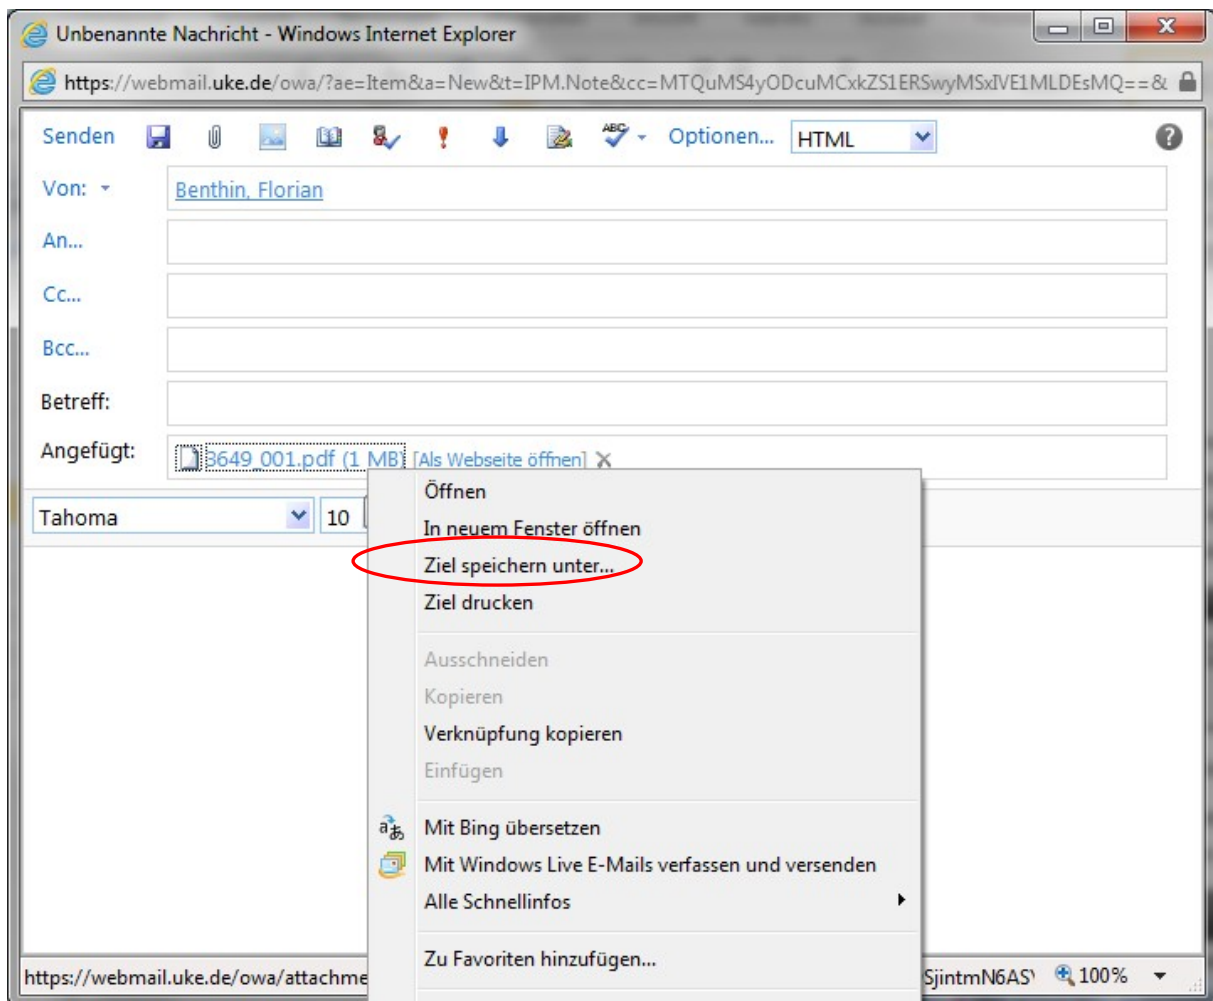 Unbenannte Nachricht - Windows Internet Explorer
https://webmail.uke.de/owa/?ae=Item&a=New&t=IPM.Note&cc=MTQuMS4yODcuMCxkZS1ERSwyMSxIVE1MLDEsMQ==&
Senden ABC Optionen... HTML
Von: Benthin, Florian
An...
Cc...
Bcc...
Betreff:
Angefügt: 3649_001.pdf (1 MB) [Als Webseite öffnen]
Tahoma 10
Öffnen
In neuem Fenster öffnen
Ziel speichern unter...
Ziel drucken
Ausschneiden
Kopieren
Verknüpfung kopieren
Einfügen
Mit Bing übersetzen
Mit Windows Live E-Mails verfassen und versenden
Alle Schnellinfos
Zu Favoriten hinzufügen...
https://webmail.uke.de/owa/attachme SjintmN6AS 100%